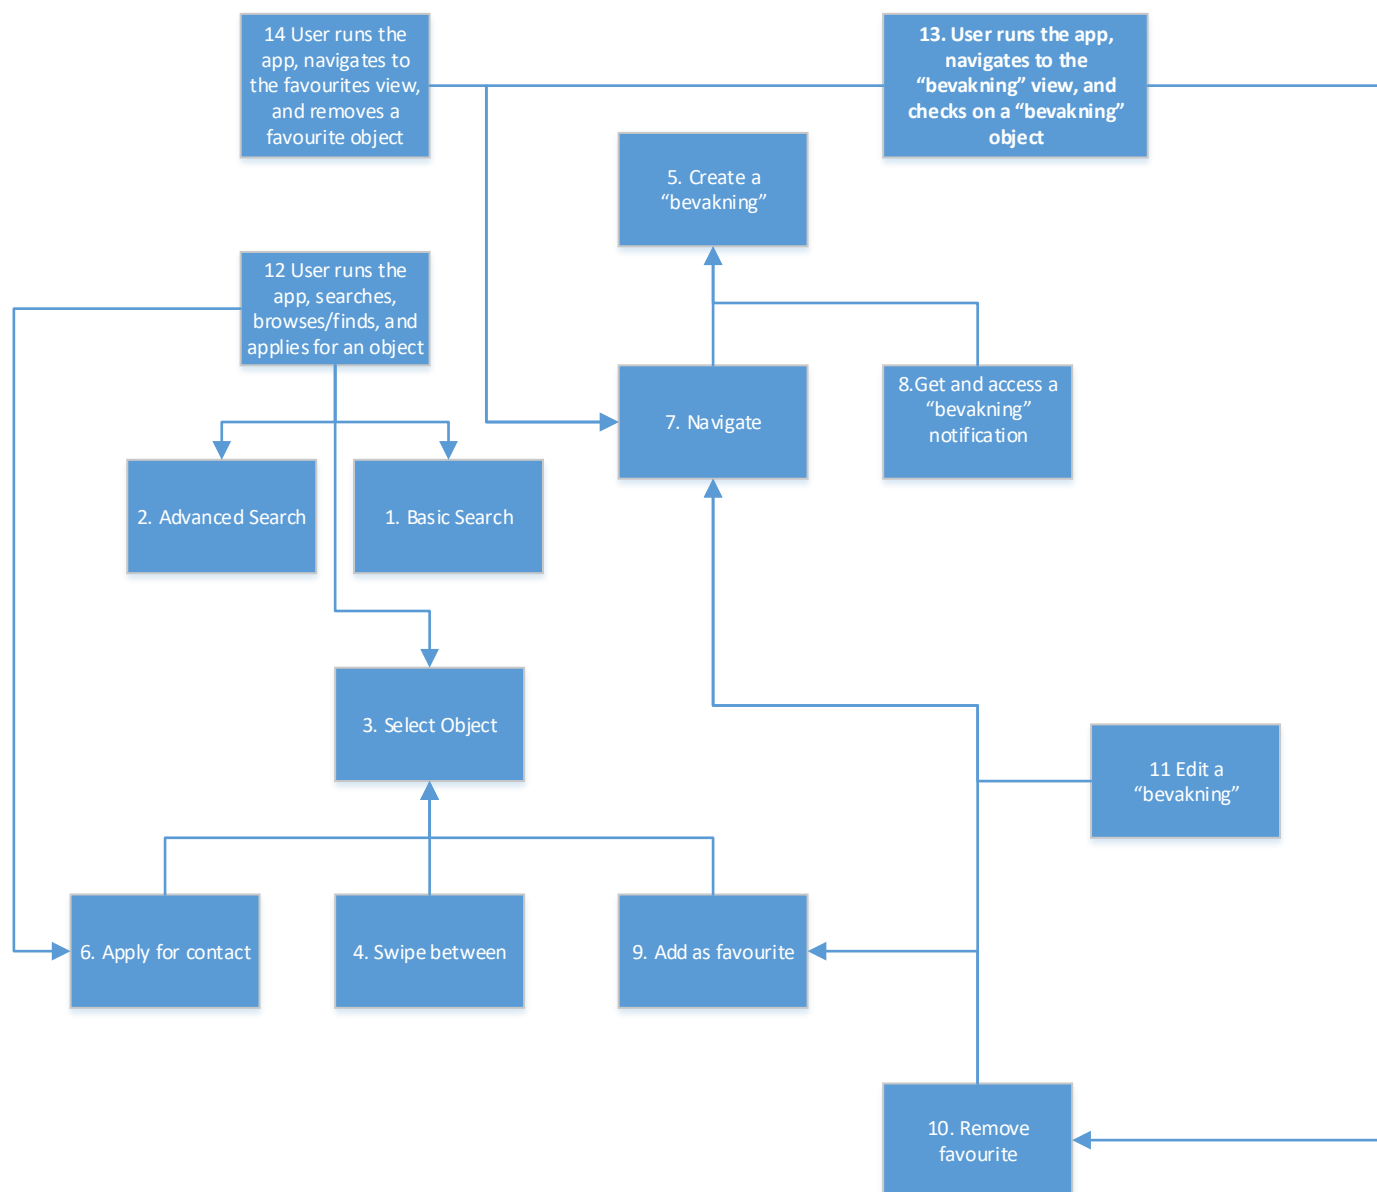 14 User runs the
app, navigates to
the favourites view,
and removes a
favourite object
13. User runs the app,
navigates to the
“bevakning” view, and
checks on a “bevakning”
object
5. Create a
“bevakning”
12 User runs the
app, searches,
browses/finds, and
applies for an object
7. Navigate
8.Get and access a
“bevakning”
notification
2. Advanced Search
1. Basic Search
3. Select Object
11 Edit a
“bevakning”
6. Apply for contact
4. Swipe between
9. Add as favourite
10. Remove
favourite